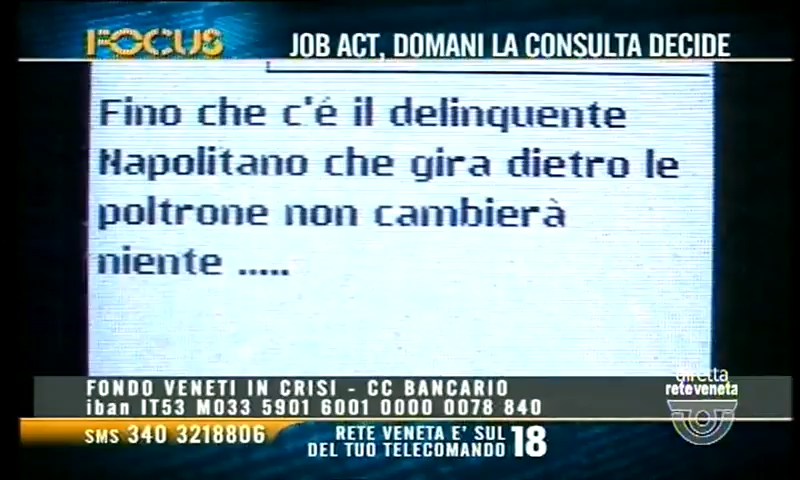 FOCUS
JOB ACT, DOMANI LA CONSULTA DECIDE
Fino che c'é il delinquente
Napolitano che gira dietro le
poltrone non cambierà
niente .....
FONDO VENETI IN CRISI - CC BANCARIO
iban IT53 M033 5901 6001 0000 0078 840
diretta
reteveneta
SMS 340 3218806
RETE VENETA E' SUL
DEL TUO TELECOMANDO 18